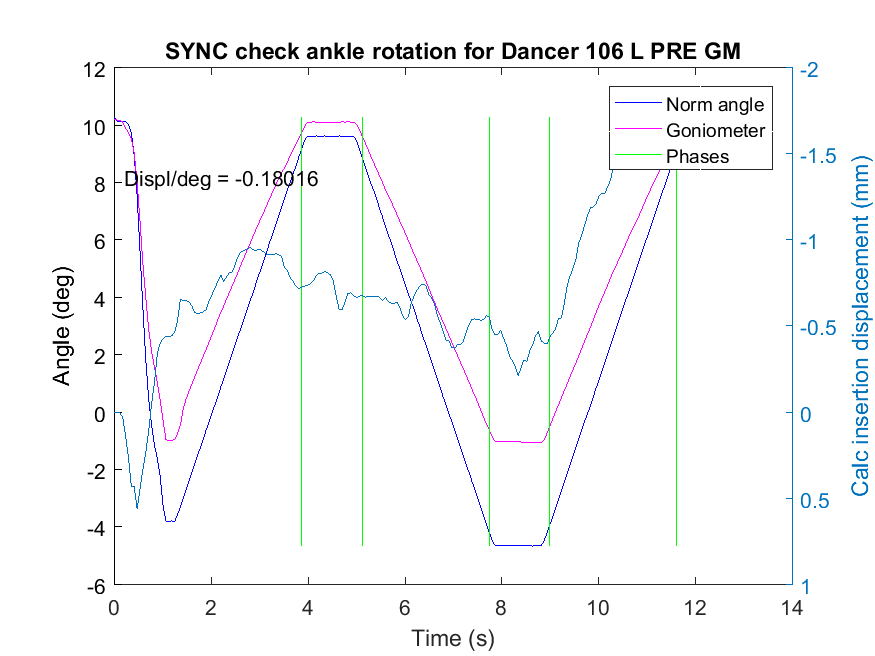 SYNC check ankle rotation for Dancer 106 L PRE GM
12
10
8
6
4
2
0
-2
-4
-6
Angle (deg)
Displ/deg = -0.18016
Norm angle
Goniometer
Phases
-2
-1.5
-1
-0.5
0
0.5
1
Calc insertion displacement (mm)
0 2 4 6 8 10 12 14
Time (s)